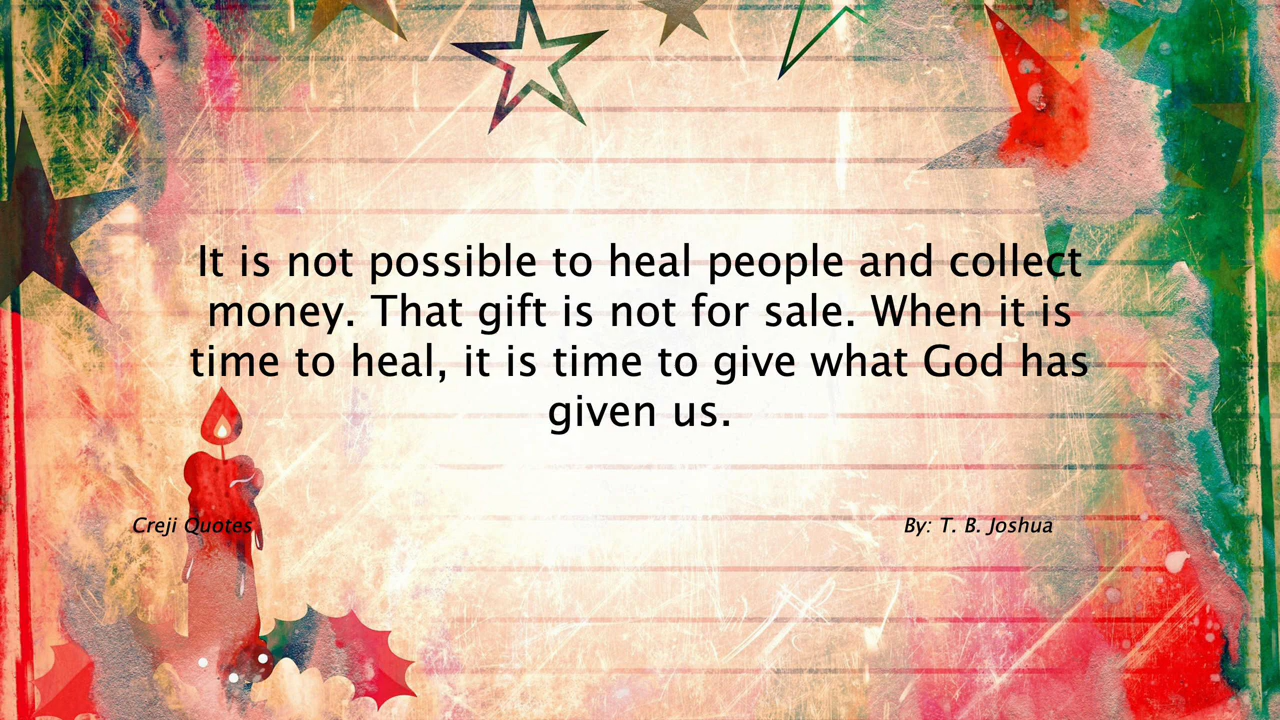 It is not possible to heal people and collect
money. That gift is not for sale. When it is
time to heal, it is time to give what God has
given us.
Creji Quotes
By: T. B. Joshua